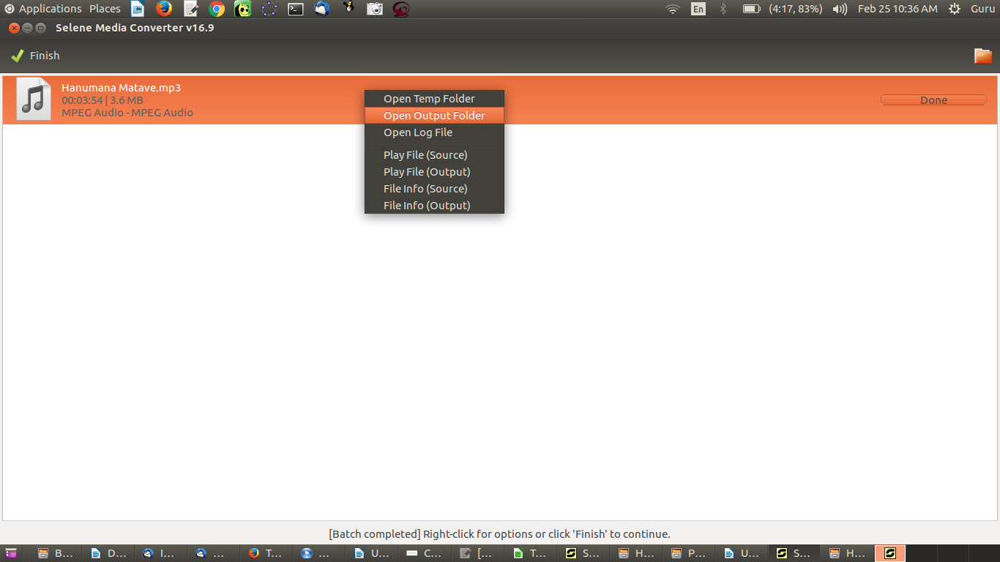 Applications Places En (4:17, 83%) Feb 25 10:36 AM Guru
Selene Media Converter v16.9
Finish
Hanumana Matave.mp3
00:03:54 | 3.6 MB
MPEG Audio - MPEG Audio
Done
Open Temp Folder
Open Output Folder
Open Log File
Play File (Source)
Play File (Output)
File Info (Source)
File Info (Output)
[Batch completed] Right-click for options or click 'Finish' to continue.
B... D... I... ... T... ... U... C... [... T... S... H... P... U... S... H...